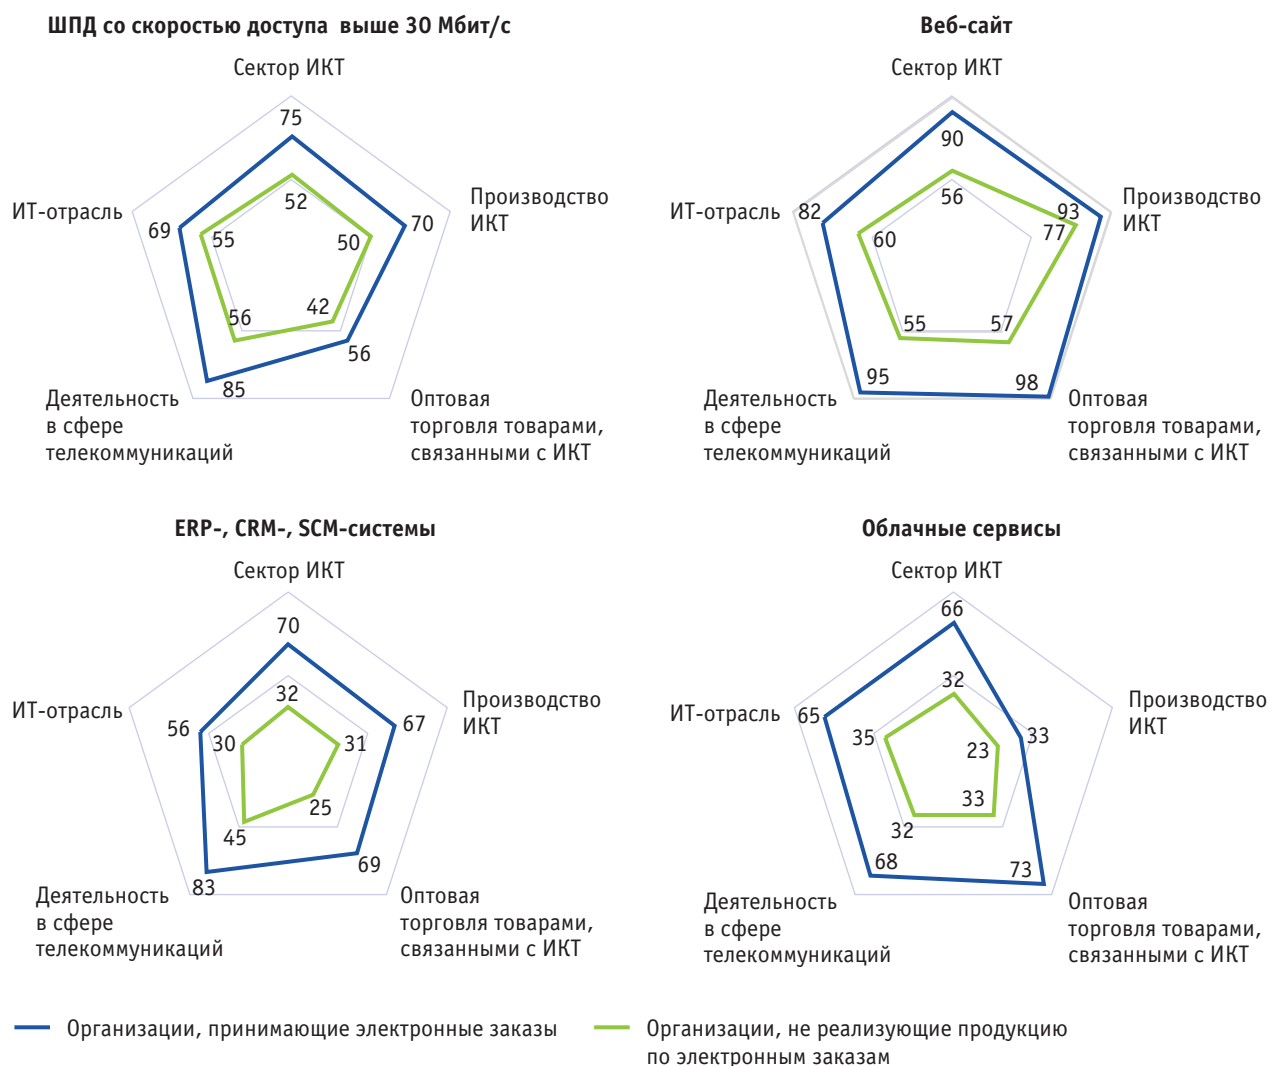 ШПД со скоростью доступа выше 30 Мбит/с
Сектор ИКТ
75
52
ИТ-отрасль
69
55
50
70
Производство
ИКТ
42
56
56
85
Деятельность
в сфере
телекоммуникаций
Оптовая
торговля товарами,
связанными с ИКТ
Веб-сайт
Сектор ИКТ
90
56
ИТ-отрасль
82
60
93
77
Производство
ИКТ
55
57
95
98
Деятельность
в сфере
телекоммуникаций
Оптовая
торговля товарами,
связанными с ИКТ
ERP-, CRM-, SCM-системы
Сектор ИКТ
70
32
ИТ-отрасль
56
30
31
67
Производство
ИКТ
25
45
69
83
Деятельность
в сфере
телекоммуникаций
Оптовая
торговля товарами,
связанными с ИКТ
Облачные сервисы
Сектор ИКТ
66
32
ИТ-отрасль
65
35
23
33
Производство
ИКТ
33
32
68
73
Деятельность
в сфере
телекоммуникаций
Оптовая
торговля товарами,
связанными с ИКТ
Организации, принимающие электронные заказы
Организации, не реализующие продукцию
по электронным заказам